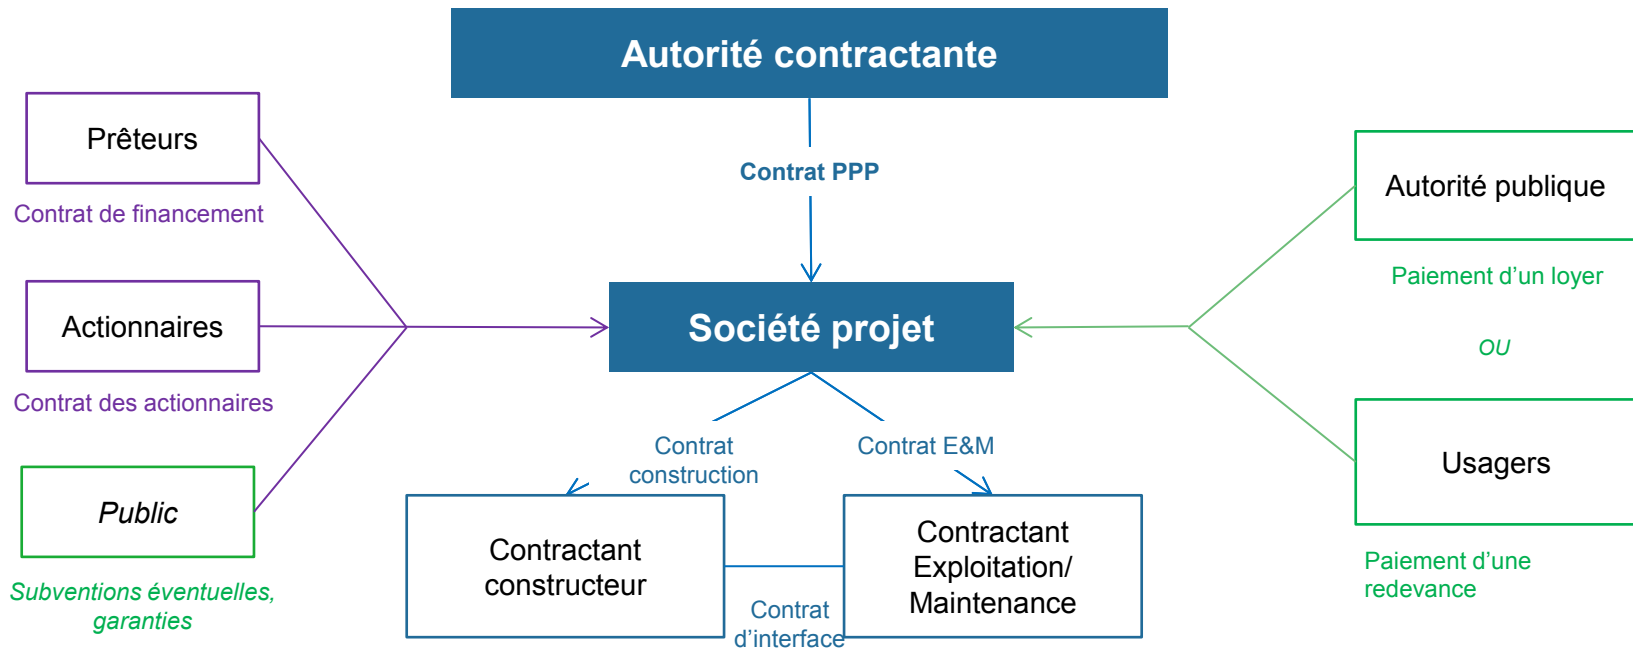 Autorité contractante
Prêteurs
Contrat de financement
Contrat PPP
Autorité publique
Paiement d’un loyer
Actionnaires
Contrat des actionnaires
Société projet
OU
Contrat
construction
Contrat E&M
Usagers
Paiement d’une
redevance
Public
Subventions éventuelles,
garanties
Contractant
constructeur
Contrat
d’interface
Contractant
Exploitation/
Maintenance